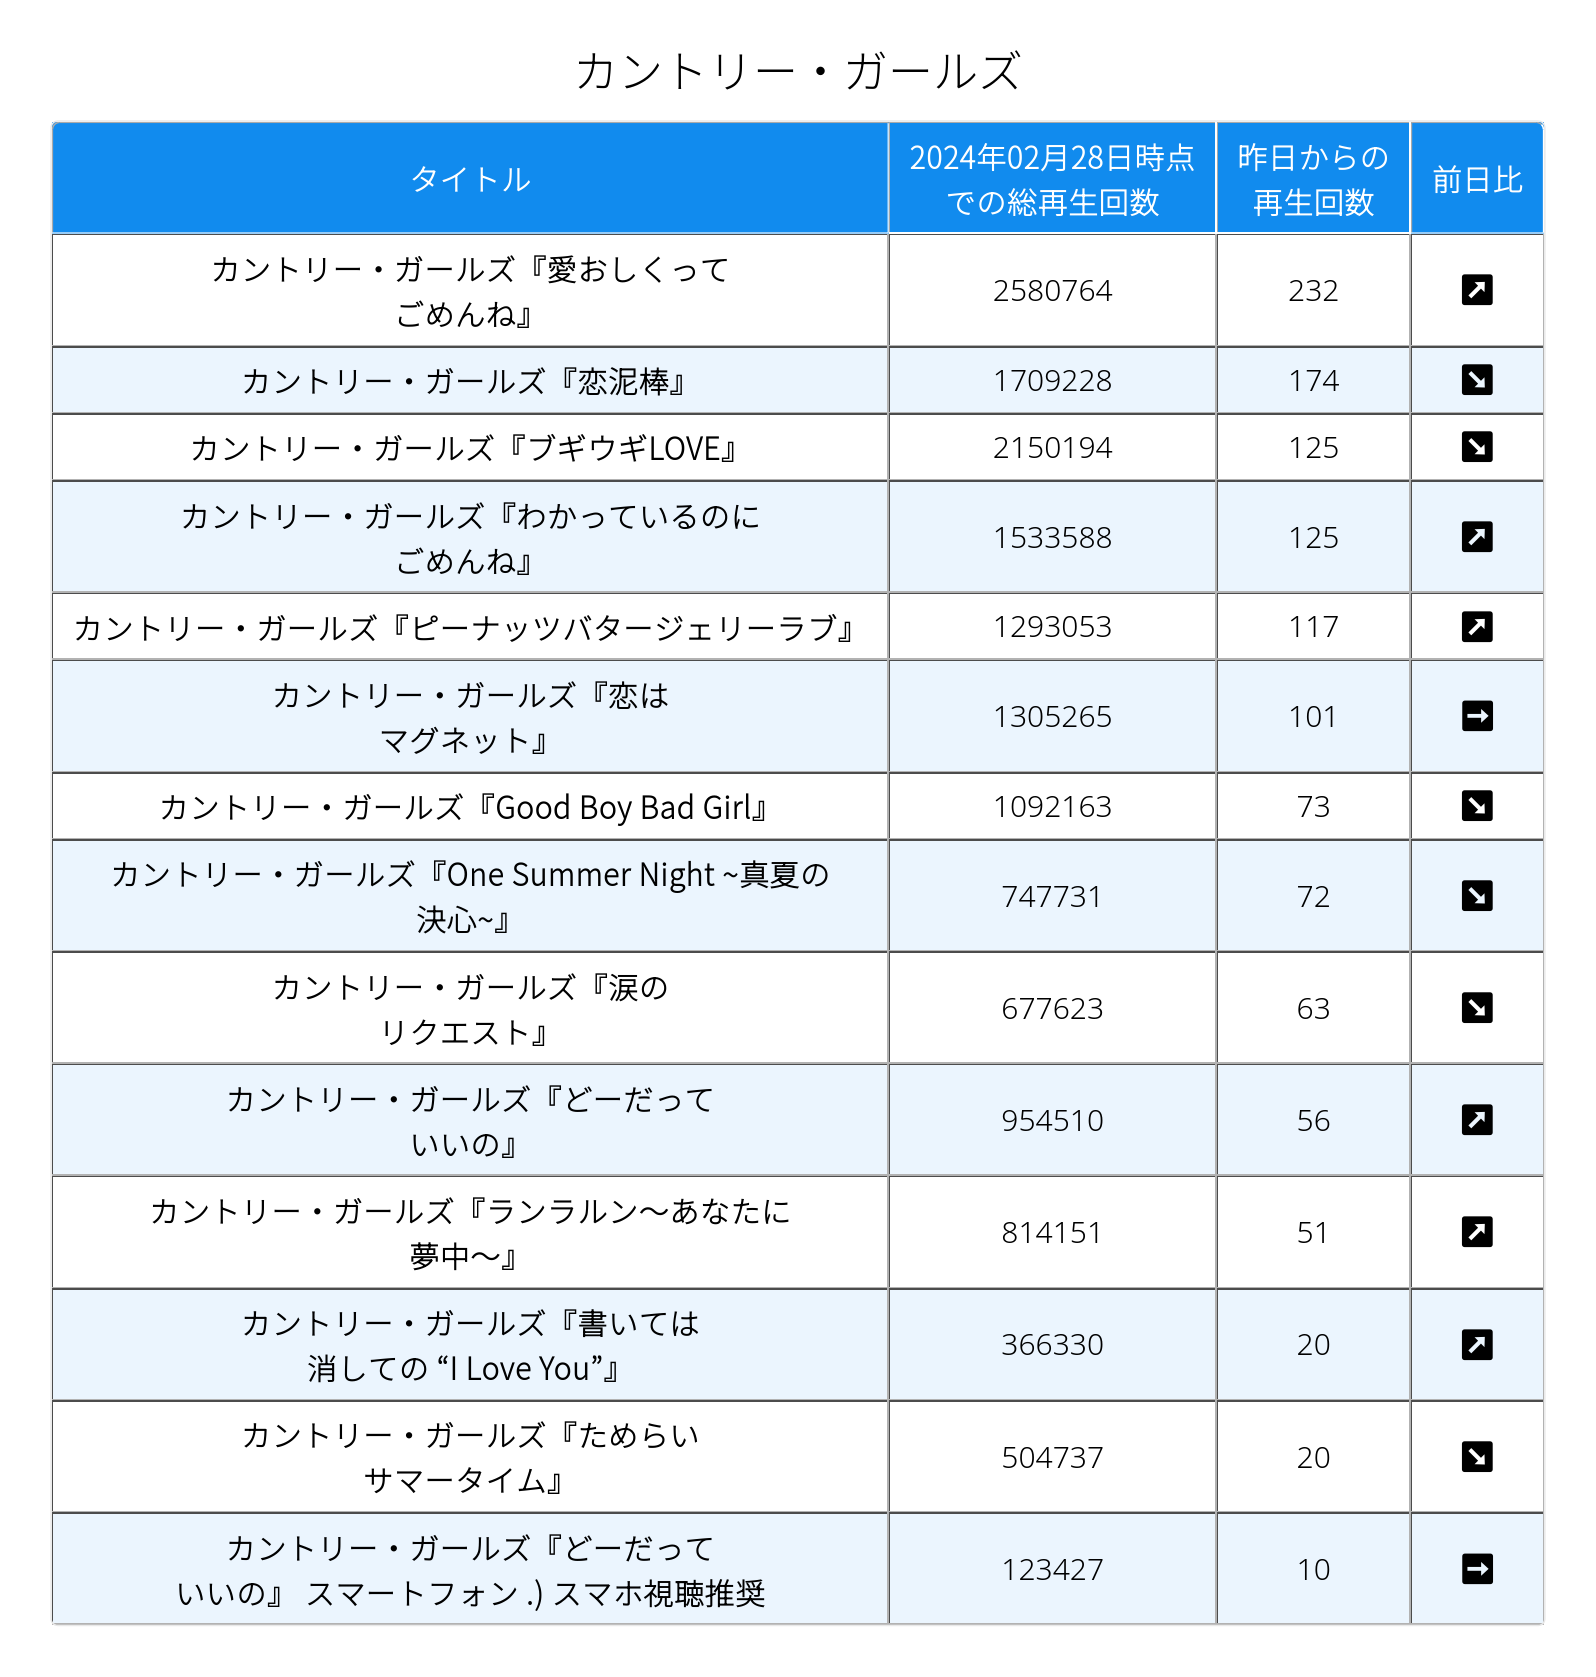 カントリー・ガールズ
タイトル
2024年02月28日時点
での総再生回数
昨日からの
再生回数
前日比
カントリー・ガールズ『愛おしくって
ごめんね』
2580764
232
カントリー・ガールズ『恋泥棒』
1709228
174
カントリー・ガールズ『ブギウギLOVE』
2150194
125
カントリー・ガールズ『わかっているのに
ごめんね』
1533588
125
カントリー・ガールズ『ピーナッツバタージェリーラブ』
1293053
117
カントリー・ガールズ『恋は
マグネット』
1305265
101
カントリー・ガールズ『Good Boy Bad Girl』
1092163
73
カントリー・ガールズ『One Summer Night ~真夏の
決心~』
747731
72
カントリー・ガールズ『涙の
リクエスト』
677623
63
カントリー・ガールズ『どーだって
いいの』
954510
56
カントリー・ガールズ『ランラルン〜あなたに
夢中〜』
814151
51
カントリー・ガールズ『書いては
消しての “I Love You”』
366330
20
カントリー・ガールズ『ためらい
サマータイム』
504737
20
カントリー・ガールズ『どーだって
いいの』 スマートフォン .) スマホ視聴推奨
123427
10